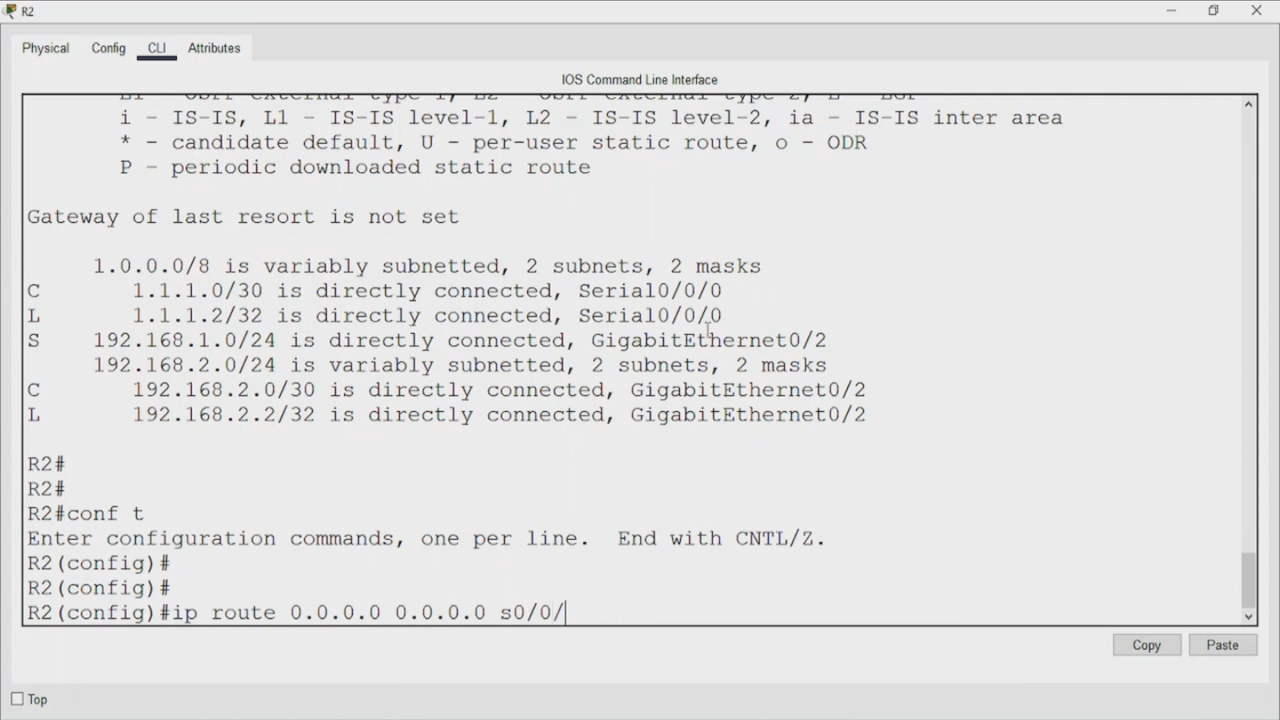 R2
Physical
Config
CLI
Attributes
IOS Command Line Interface
i - IS-IS, L1 - IS-IS level-1, L2 - IS-IS level-2, ia - IS-IS inter area
* - candidate default, U - per-user static route, o - ODR
P - periodic downloaded static route
Gateway of last resort is not set
1.0.0.0/8 is variably subnetted, 2 subnets, 2 masks
C 1.1.1.0/30 is directly connected, Serial0/0/0
L 1.1.1.2/32 is directly connected, Serial0/0/0
S 192.168.1.0/24 is directly connected, GigabitEthernet0/2
192.168.2.0/24 is variably subnetted, 2 subnets, 2 masks
C 192.168.2.0/30 is directly connected, GigabitEthernet0/2
L 192.168.2.2/32 is directly connected, GigabitEthernet0/2
R2#
R2#
R2#conf t
Enter configuration commands, one per line. End with CNTL/Z.
R2(config)#
R2(config)#
R2(config)#ip route 0.0.0.0 0.0.0.0 s0/0/
Copy
Paste
Top